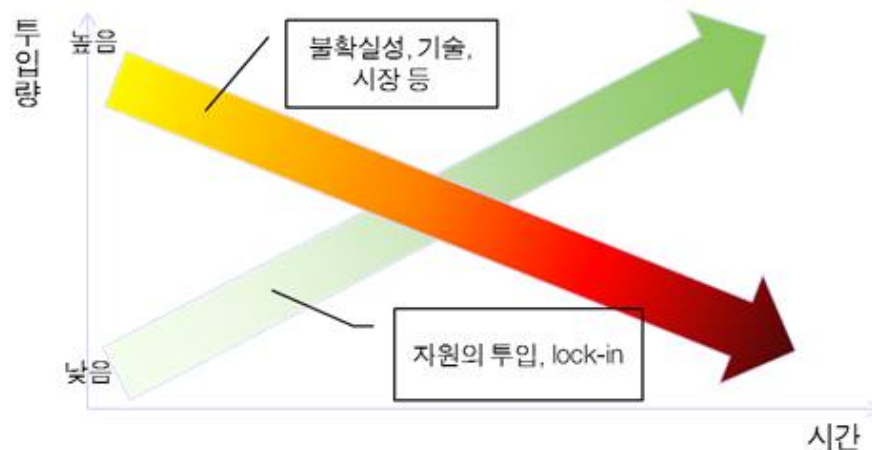 투입량
높음
불확실성, 기술,
시장 등
자원의 투입, lock-in
낮음
시간